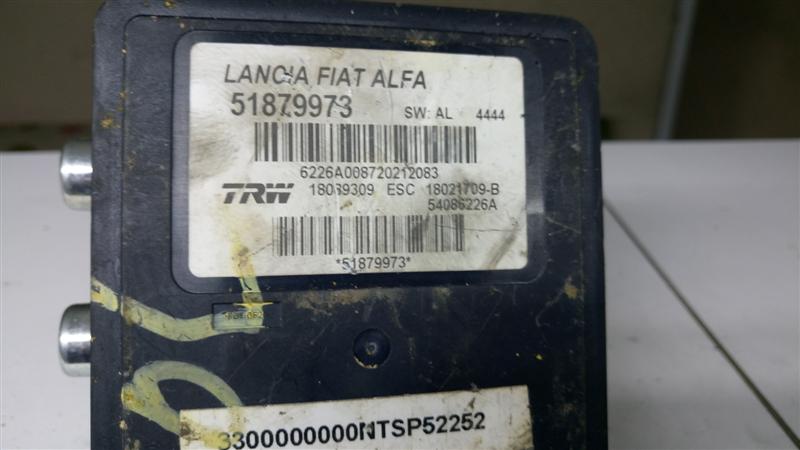 LANCIA FIAT ALFA
51879973 SW: AL 4444
6226A008720212083
TRW 18039309 ESC 18021709-B
54086226A
*51879973*
3300000000NTSP52252